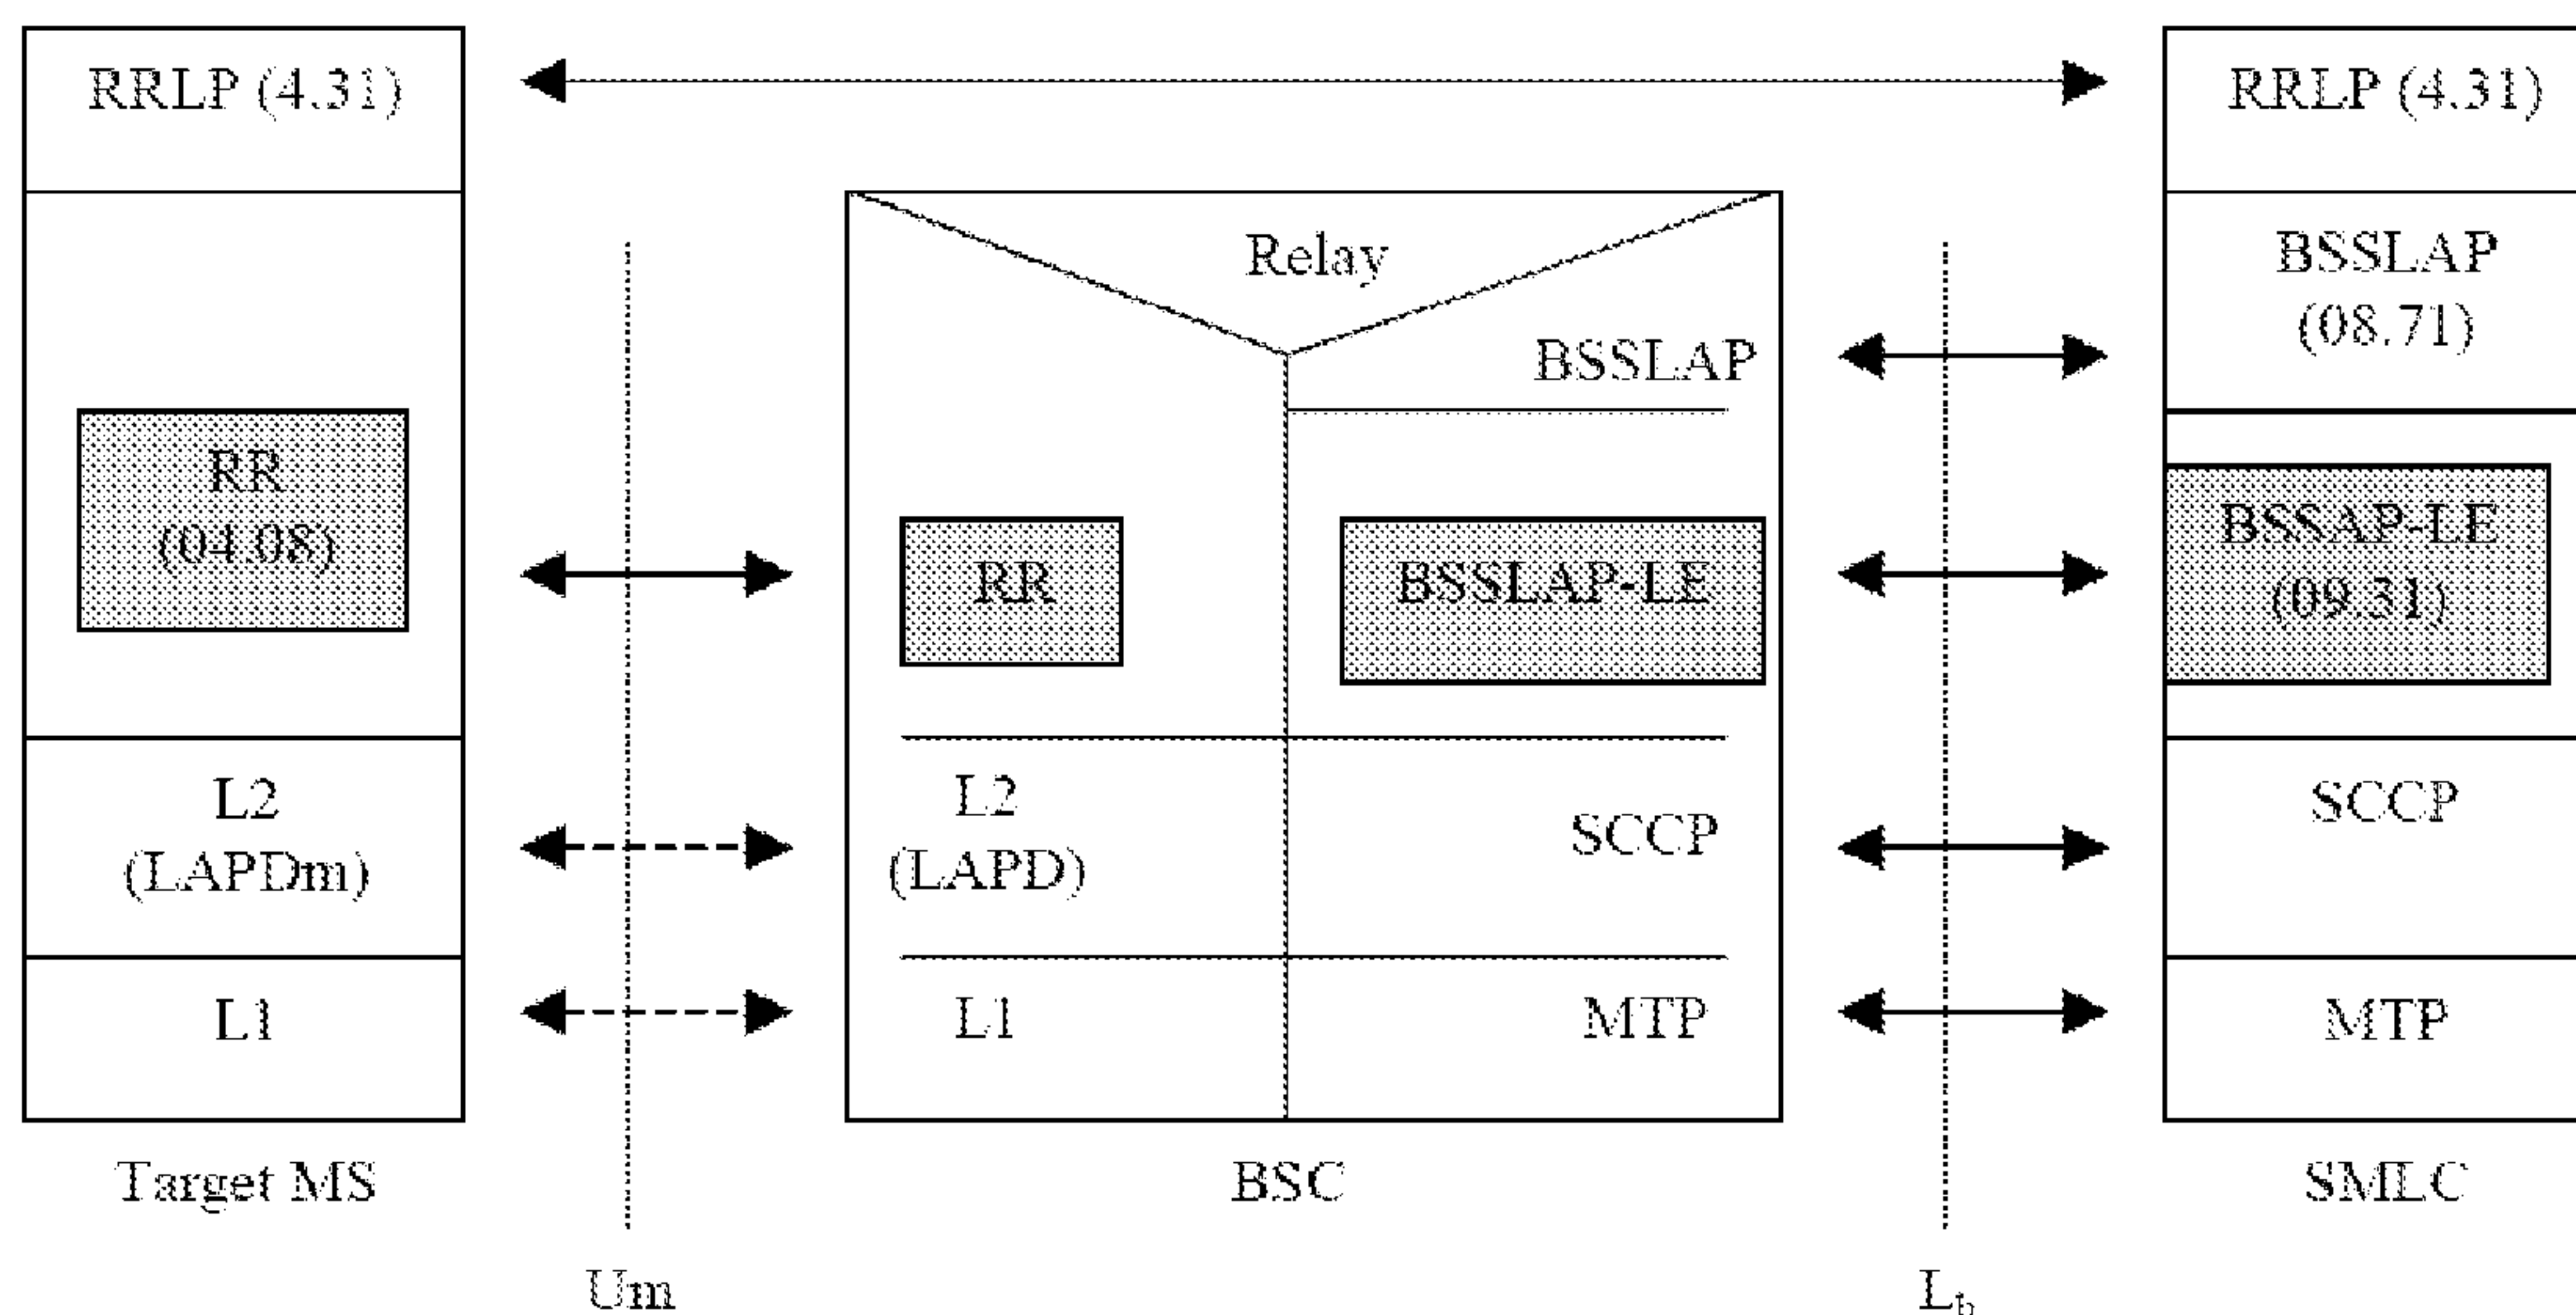 RRLP (4.31)
RR
(04.08)
L2
(LAPDm)
L1
Target MS
Um
Relay
BSSLAP
RR
BSSLAP-LE
L2
(LAPD)
SCCP
L1
MTP
BSC
L_b
RRLP (4.31)
BSSLAP
(08.71)
BSSAP-LE
(09.31)
SCCP
MTP
SMLC